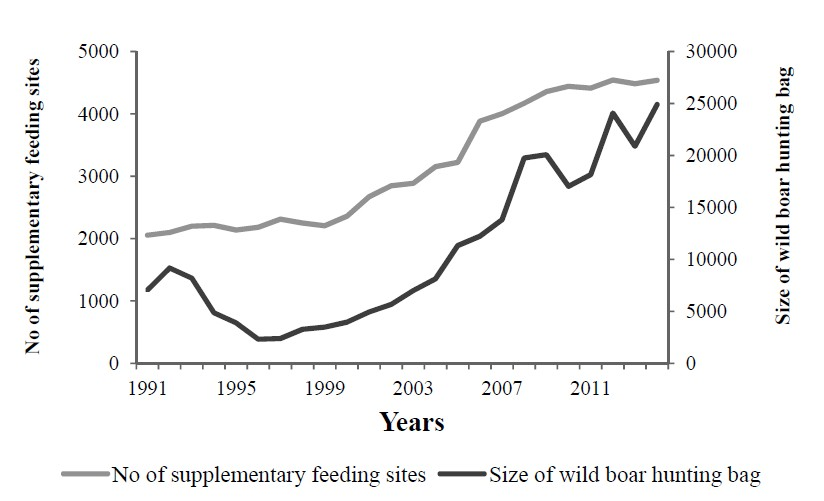 No of supplementary feeding sites
5000
4000
3000
2000
1000
0
30000
25000
20000
15000
10000
5000
0
Size of wild boar hunting bag
1991 1995 1999 2003 2007 2011
Years
No of supplementary feeding sites Size of wild boar hunting bag